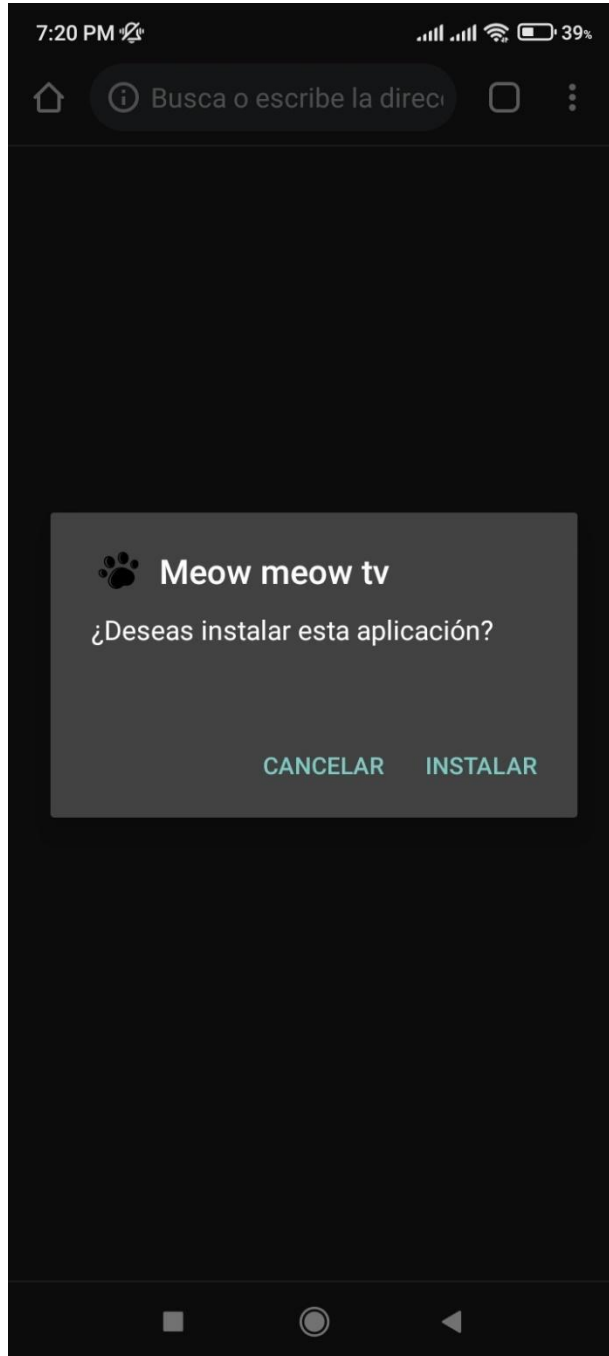 7:20 PM 39%
Busca o escribe la direc
Meow meow tv
¿Deseas instalar esta aplicación?
CANCELAR INSTALAR